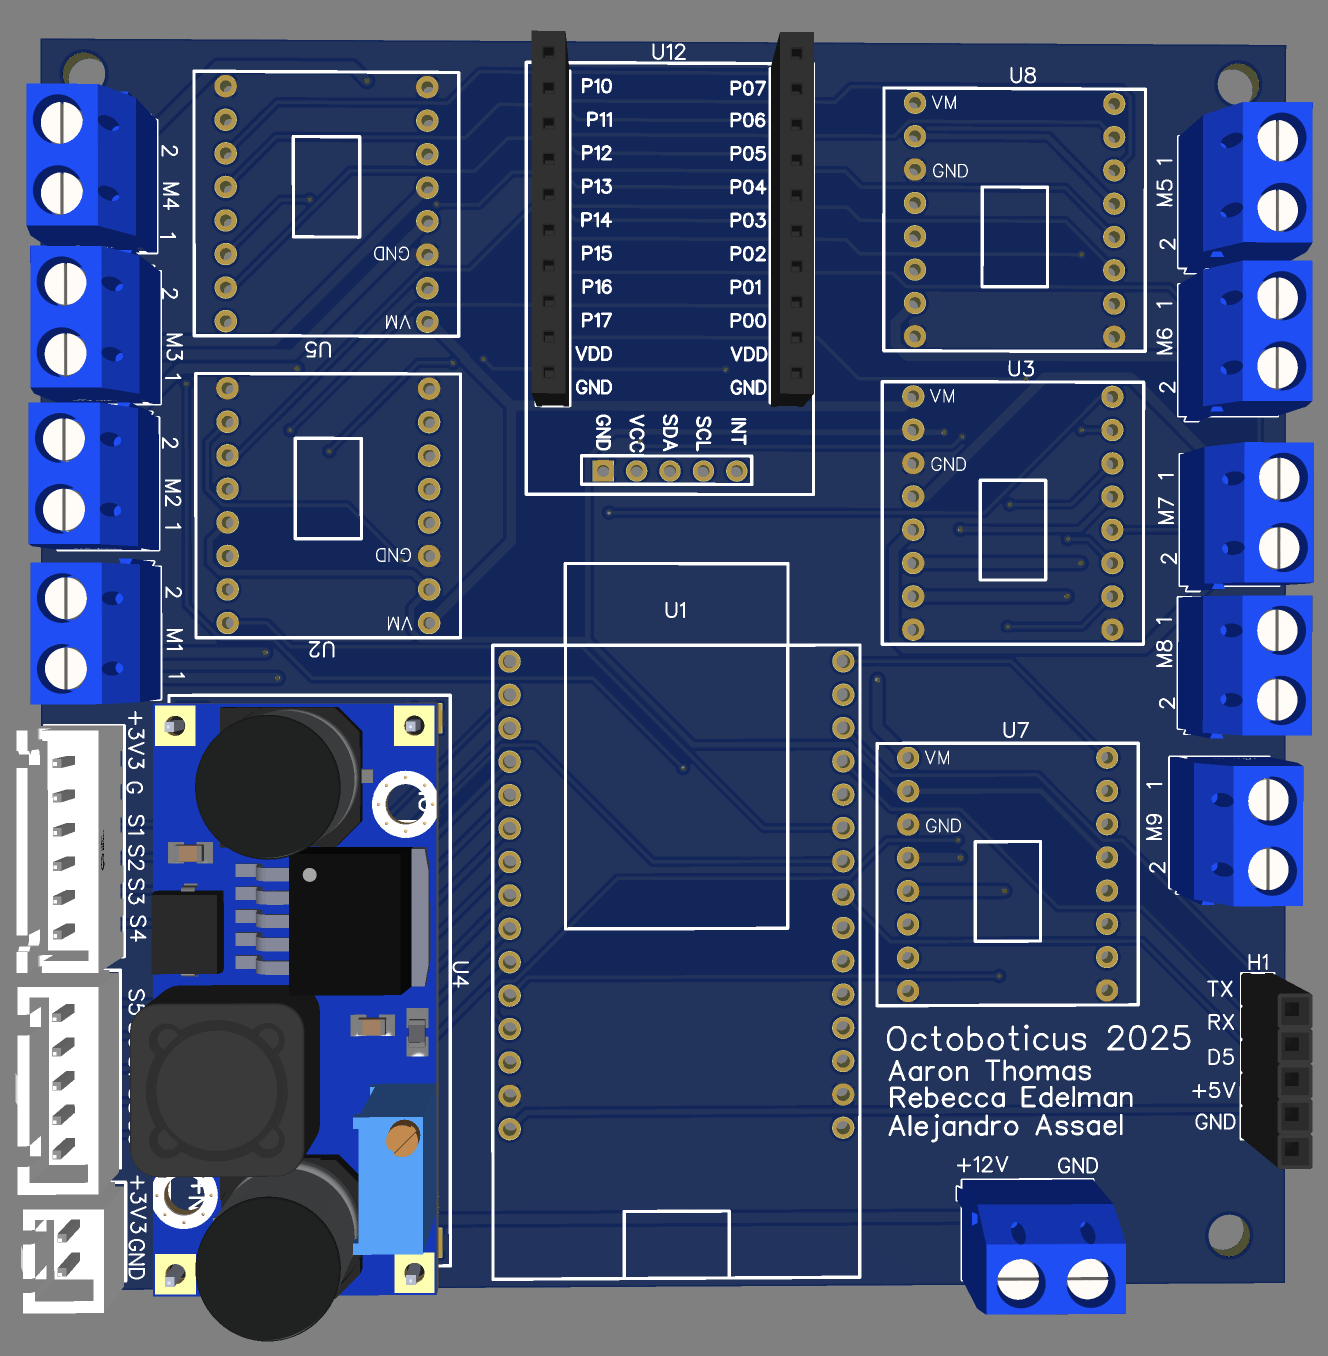 U12
P10 P07
P11 P06
P12 P05
P13 P04
P14 P03
P15 P02
P16 P01
P17 P00
VDD VDD
GND GND
GND VCC SDA SCL INT
2 M4 1
2 M3 1
2 M2 1
2 M1 1
GND
VM
U5
GND
VM
U2
U8
VM
GND
U3
VM
GND
U7
VM
GND
M5 1
2
M6 1
2
M7 1
2
M8 1
2
M9 1
2
U1
U4
+3V3 G S1 S2 S3 S4
S5
+3V3 GND
H1
TX
RX
D5
+5V
GND
Octoboticus 2025
Aaron Thomas
Rebecca Edelman
Alejandro Assael
+12V GND